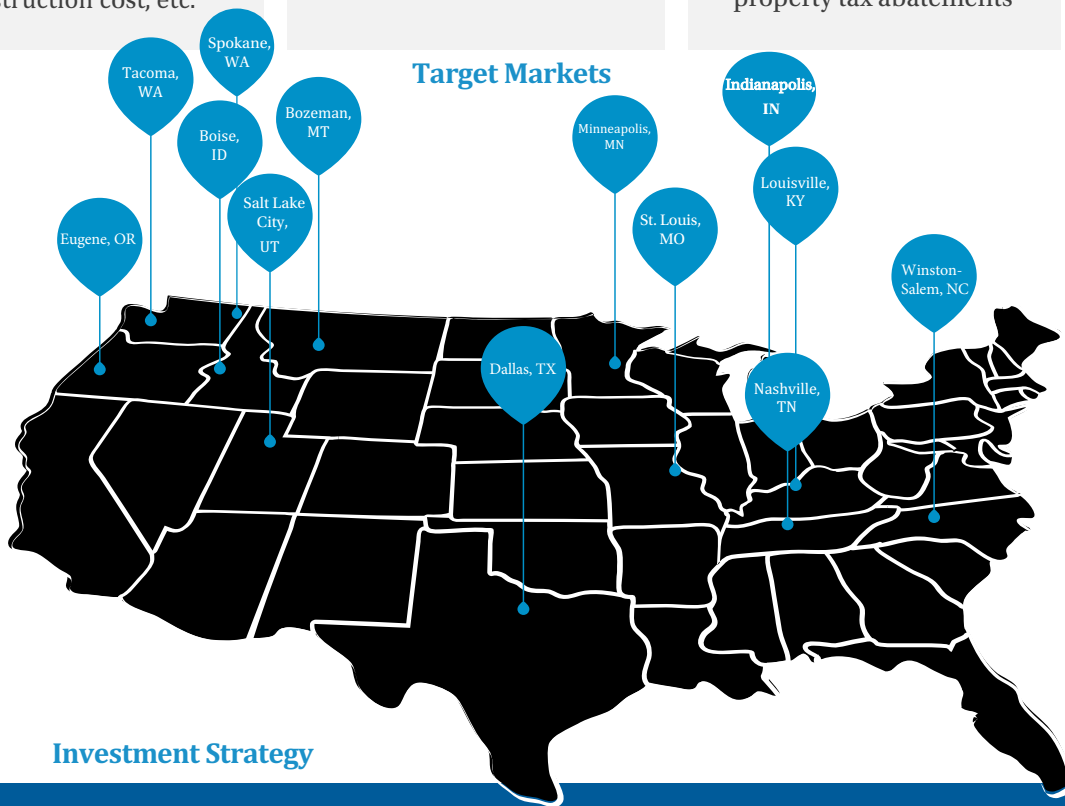 struction cost, etc.
property tax abatements
Target Markets
Spokane,
WA
Tacoma,
WA
Boise,
ID
Bozeman,
MT
Salt Lake
City,
UT
Eugene, OR
Minneapolis,
MN
Indianapolis,
IN
Louisville,
KY
St. Louis,
MO
Winston-
Salem, NC
Dallas, TX
Nashville,
TN
Investment Strategy